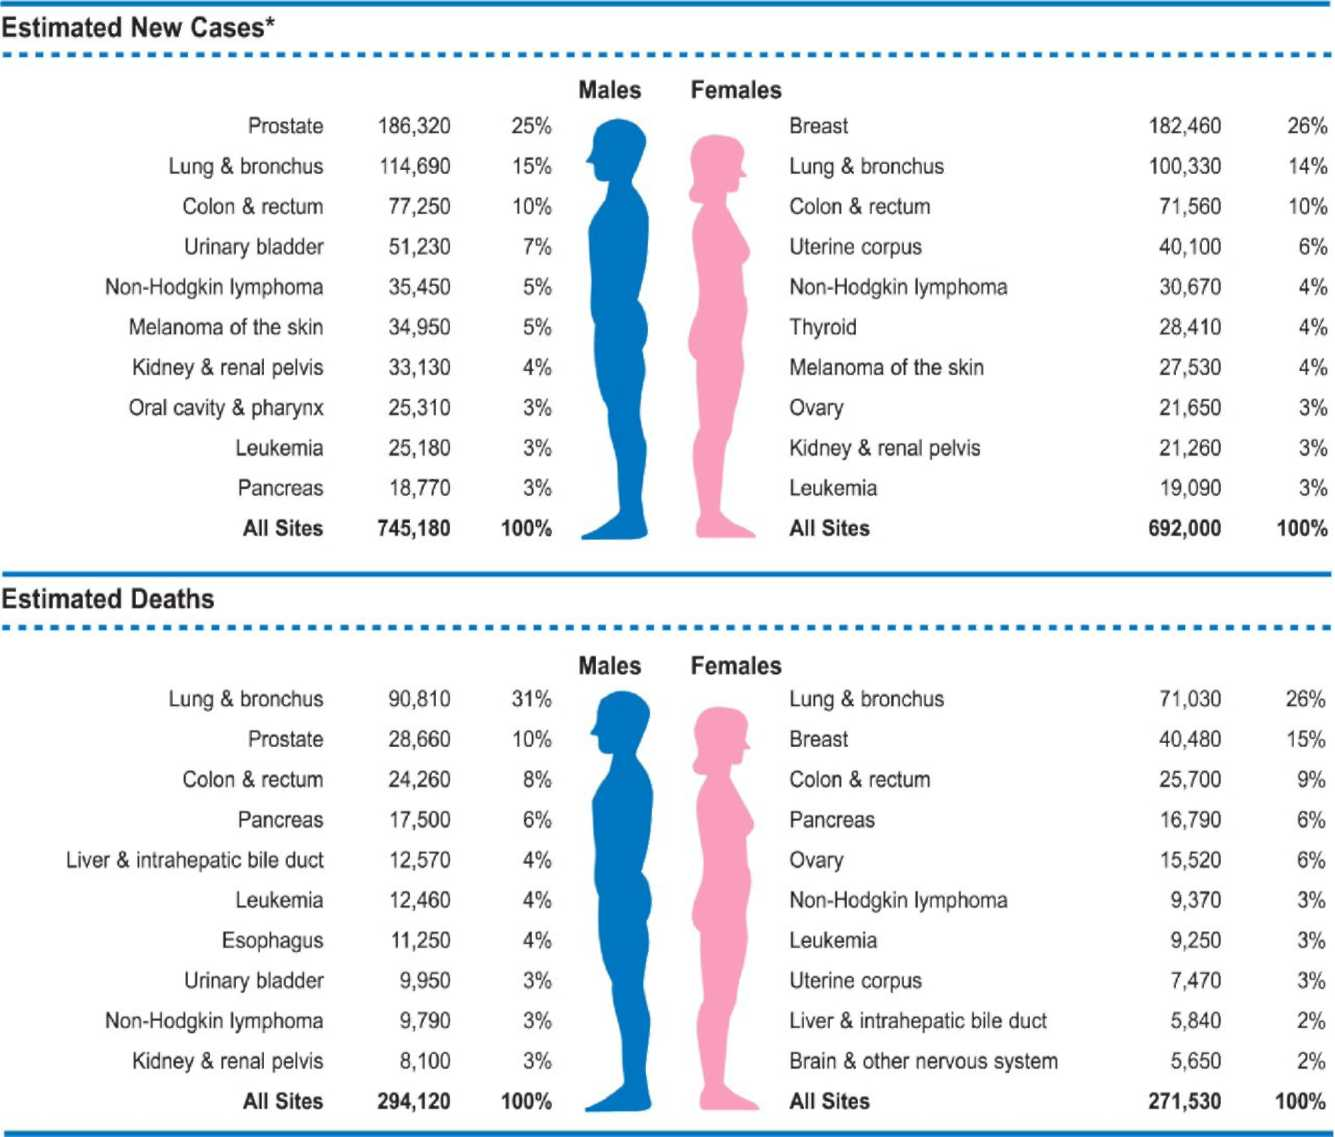 Estimated New Cases*
Males Females
Prostate 186,320 25% Breast 182,460 26%
Lung & bronchus 114,690 15% Lung & bronchus 100,330 14%
Colon & rectum 77,250 10% Colon & rectum 71,560 10%
Urinary bladder 51,230 7% Uterine corpus 40,100 6%
Non-Hodgkin lymphoma 35,450 5% Non-Hodgkin lymphoma 30,670 4%
Melanoma of the skin 34,950 5% Thyroid 28,410 4%
Kidney & renal pelvis 33,130 4% Melanoma of the skin 27,530 4%
Oral cavity & pharynx 25,310 3% Ovary 21,650 3%
Leukemia 25,180 3% Kidney & renal pelvis 21,260 3%
Pancreas 18,770 3% Leukemia 19,090 3%
All Sites 745,180 100% All Sites 692,000 100%
Estimated Deaths
Males Females
Lung & bronchus 90,810 31% Lung & bronchus 71,030 26%
Prostate 28,660 10% Breast 40,480 15%
Colon & rectum 24,260 8% Colon & rectum 25,700 9%
Pancreas 17,500 6% Pancreas 16,790 6%
Liver & intrahepatic bile duct 12,570 4% Ovary 15,520 6%
Leukemia 12,460 4% Non-Hodgkin lymphoma 9,370 3%
Esophagus 11,250 4% Leukemia 9,250 3%
Urinary bladder 9,950 3% Uterine corpus 7,470 3%
Non-Hodgkin lymphoma 9,790 3% Liver & intrahepatic bile duct 5,840 2%
Kidney & renal pelvis 8,100 3% Brain & other nervous system 5,650 2%
All Sites 294,120 100% All Sites 271,530 100%